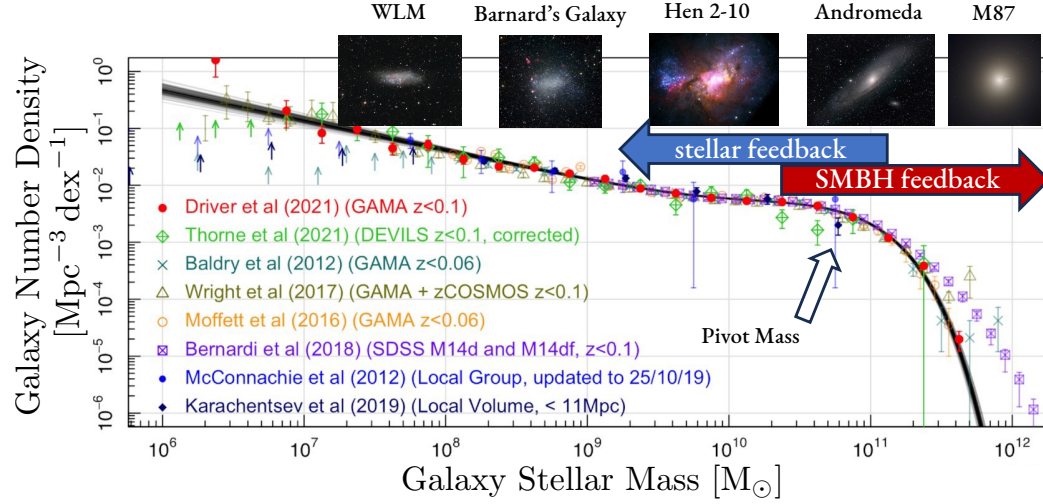 WLM
Barnard's Galaxy
Hen 2-10
Andromeda
M87
stellar feedback
SMBH feedback
Pivot Mass
Driver et al (2021) (GAMA z<0.1)
Thorne et al (2021) (DEVILS z<0.1, corrected)
Baldry et al (2012) (GAMA z<0.06)
Wright et al (2017) (GAMA + zCOSMOS z<0.1)
Moffett et al (2016) (GAMA z<0.06)
Bernardi et al (2018) (SDSS M14d and M14df, z<0.1)
McConnachie et al (2012) (Local Group, updated to 25/10/19)
Karachentsev et al (2019) (Local Volume, < 11Mpc)
Galaxy Number Density
[Mpc⁻³ dex⁻¹]
10⁰
10⁻¹
10⁻²
10⁻³
10⁻⁴
10⁻⁵
10⁻⁶
10⁶ 10⁷ 10⁸ 10⁹ 10¹⁰ 10¹¹ 10¹²
Galaxy Stellar Mass [M☉]